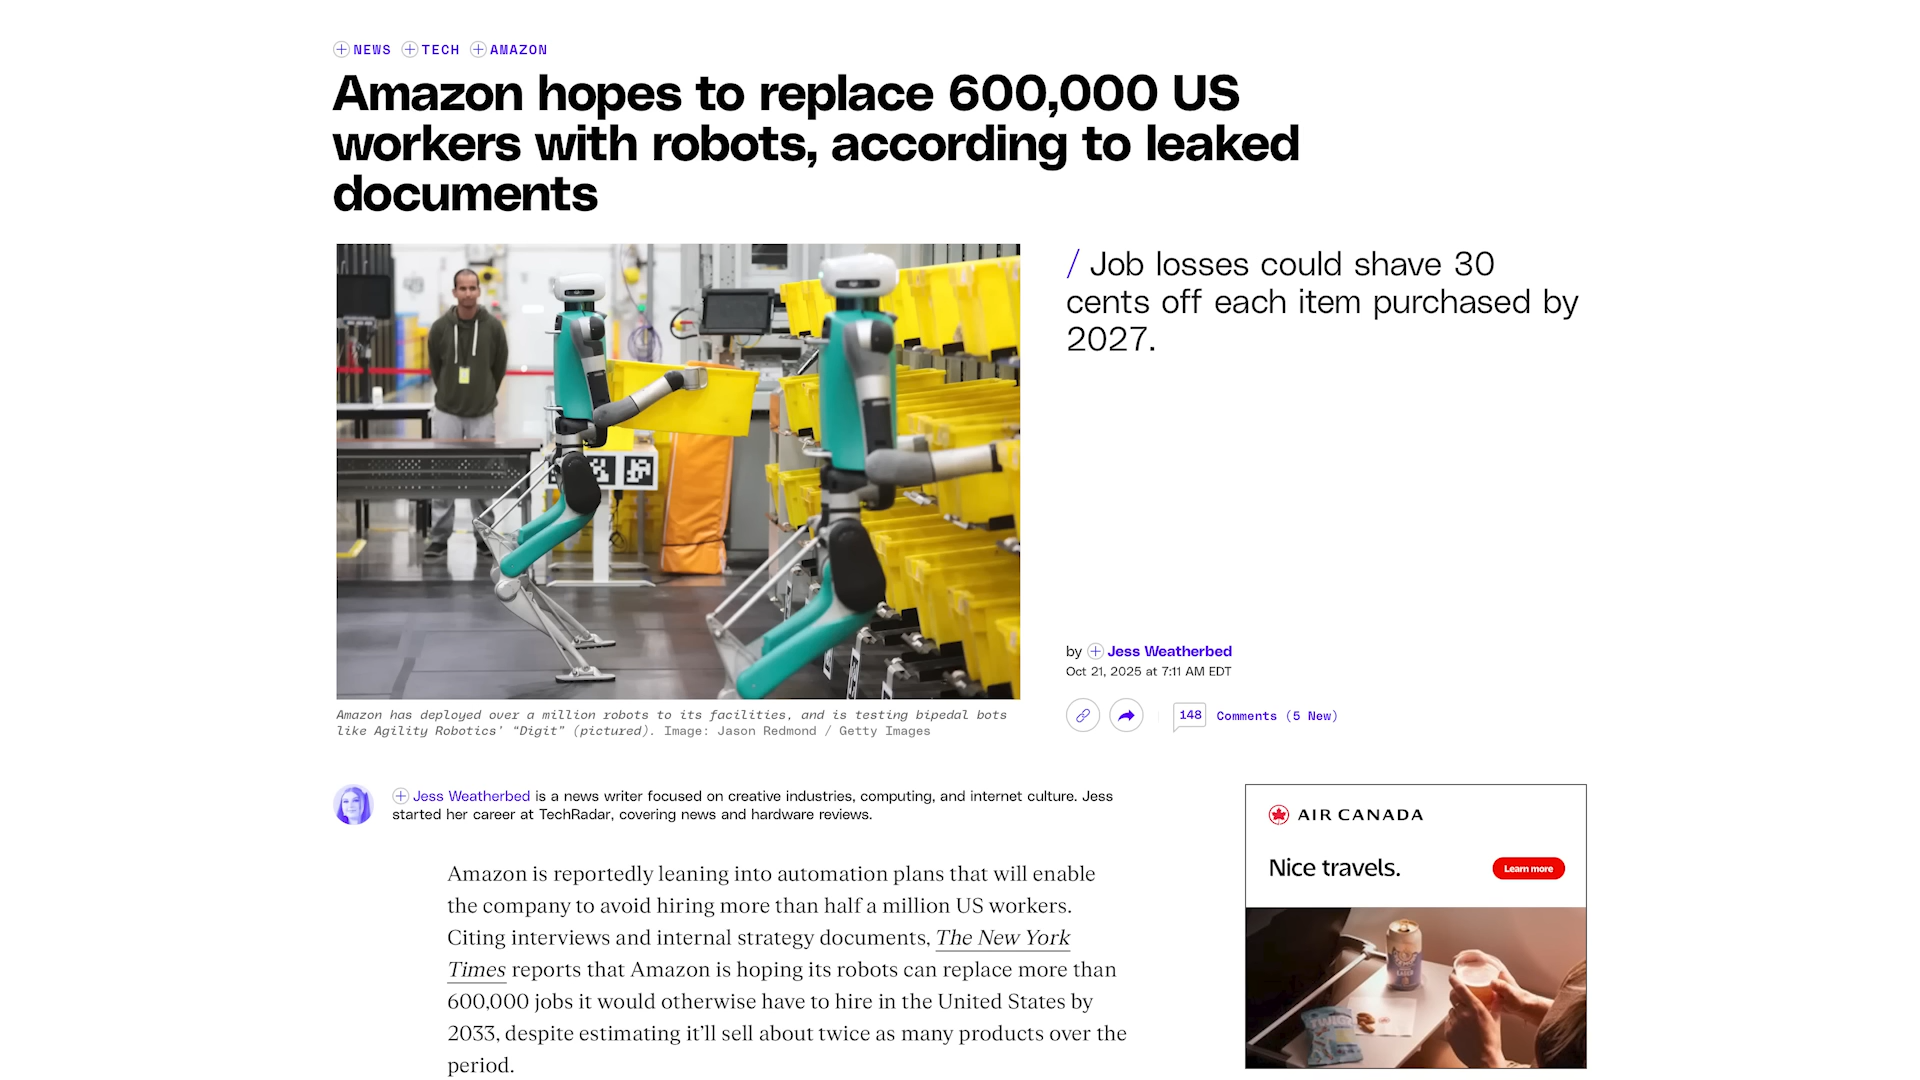 NEWS TECH AMAZON
Amazon hopes to replace 600,000 US
workers with robots, according to leaked
documents
/ Job losses could shave 30
cents off each item purchased by
2027.
by Jess Weatherbed
Oct 21, 2025 at 7:11 AM EDT
148 Comments (5 New)
Amazon has deployed over a million robots to its facilities, and is testing bipedal bots
like Agility Robotics' “Digit” (pictured). Image: Jason Redmond / Getty Images
Jess Weatherbed is a news writer focused on creative industries, computing, and internet culture. Jess
started her career at TechRadar, covering news and hardware reviews.
Amazon is reportedly leaning into automation plans that will enable
the company to avoid hiring more than half a million US workers.
Citing interviews and internal strategy documents, The New York
Times reports that Amazon is hoping its robots can replace more than
600,000 jobs it would otherwise have to hire in the United States by
2033, despite estimating it’ll sell about twice as many products over the
period.
AIR CANADA
Nice travels.
Learn more